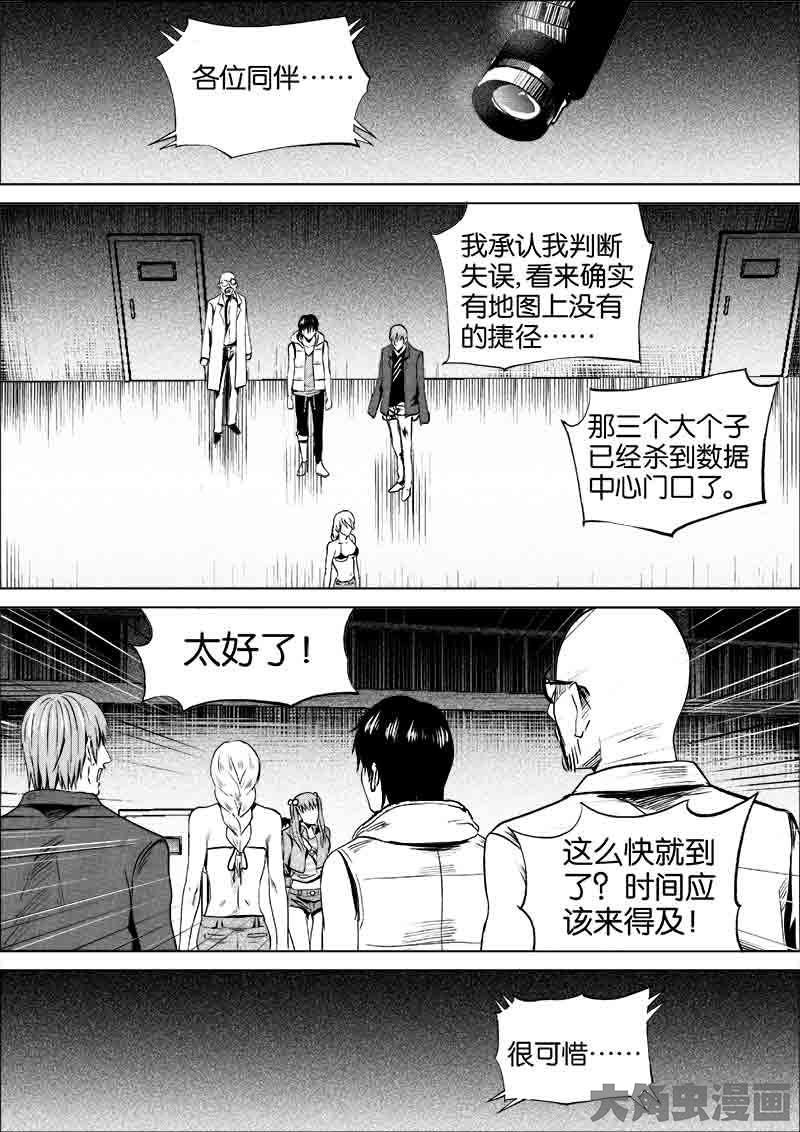 各位同伴……
我承认我判断
失误,看来确实
有地图上没有
的捷径……
那三个大个子
已经杀到数据
中心门口了。
太好了!
这么快就到
了?时间应
该来得及!
很可惜……
大角虫漫画